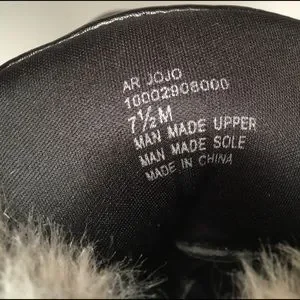 AR JOJO
10002908000
7½M
MAN MADE UPPER
MAN MADE SOLE
MADE IN CHINA